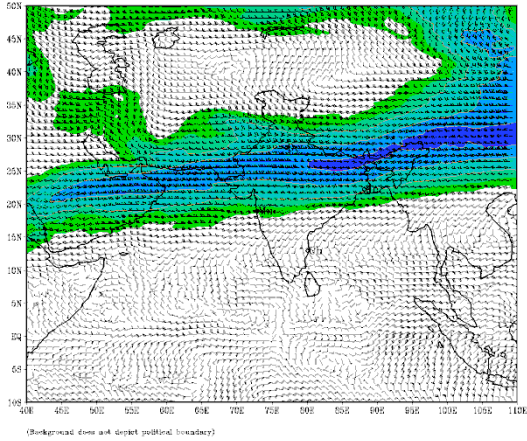 50N
45N
40N
35N
30N
25N
20N
15N
10N
5N
EQ
5S
10S
40E 45E 50E 55E 60E 65E 70E 75E 80E 85E 90E 95E 100E 105E 110E
(Background does not depict political boundary)